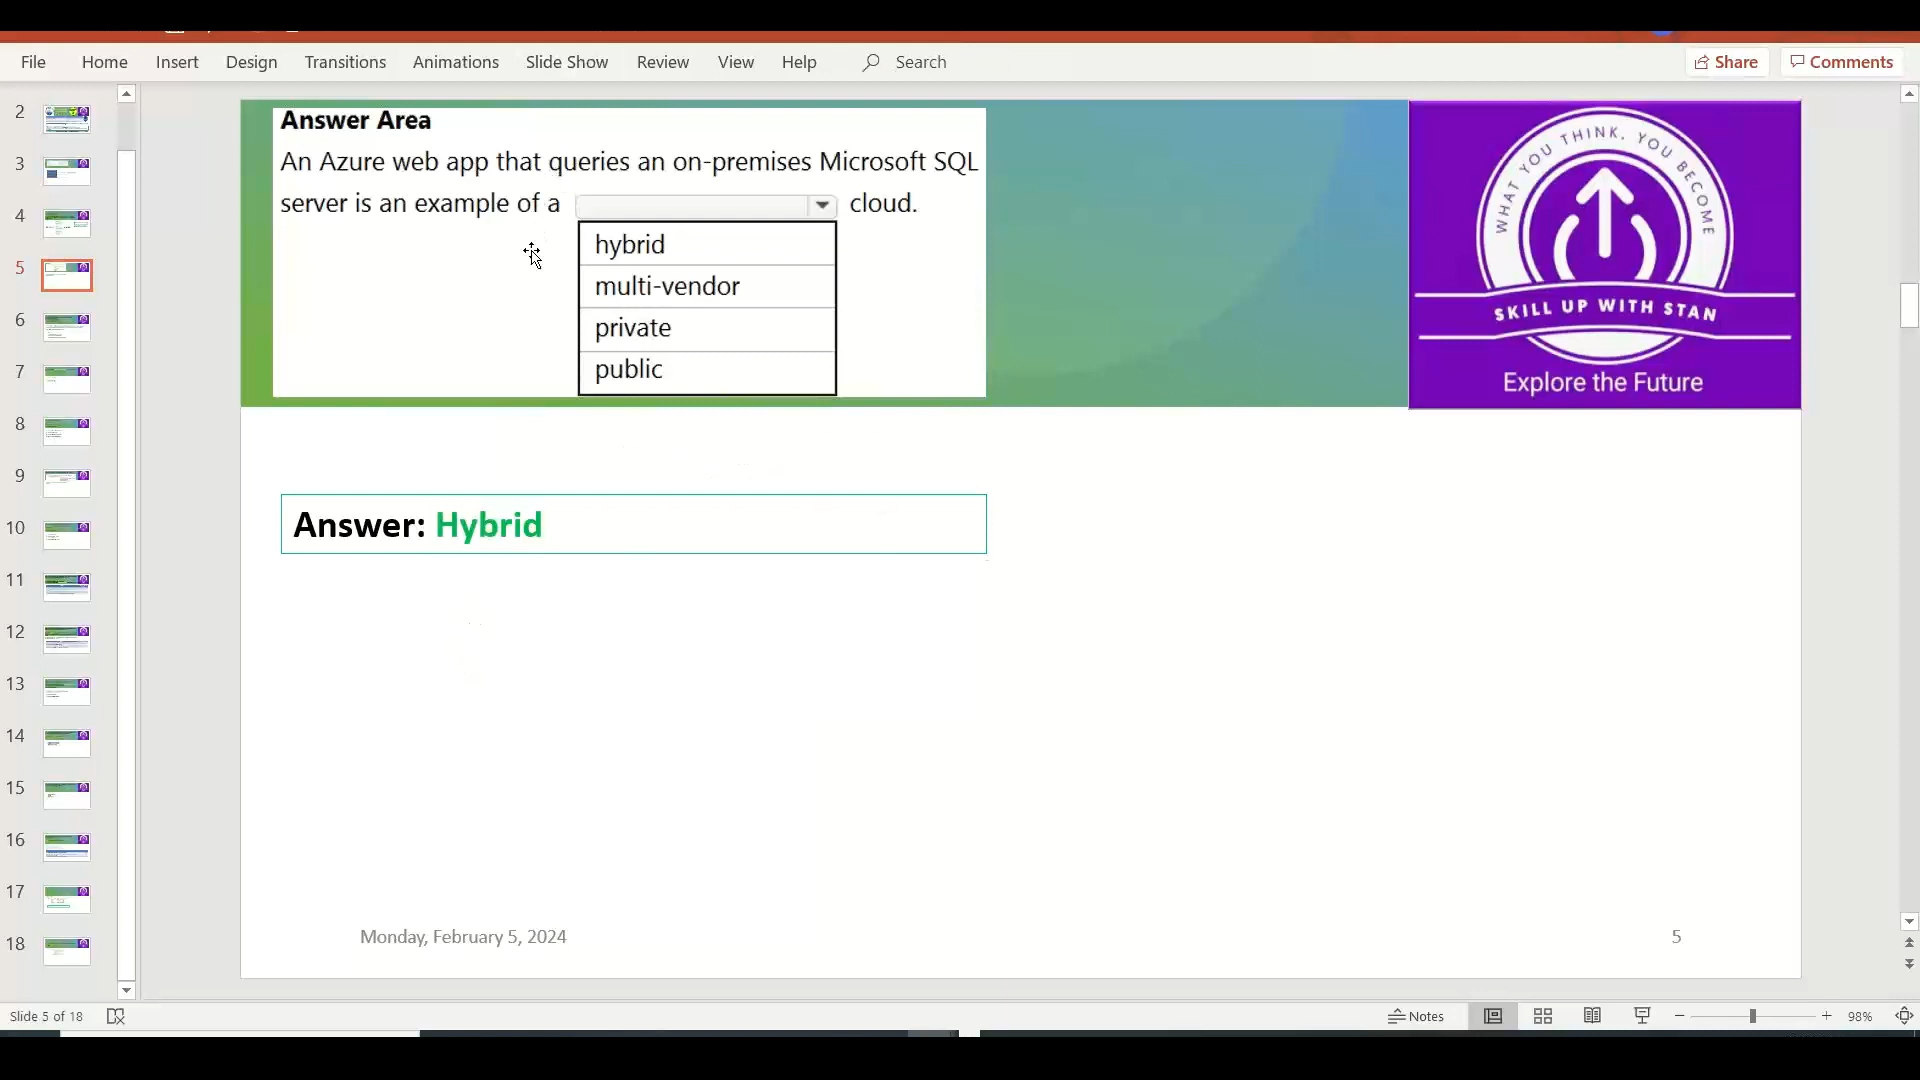 File Home Insert Design Transitions Animations Slide Show Review View Help Search Share Comments
2
3
4
5
6
7
8
9
10
11
12
13
14
15
16
17
18
Answer Area
An Azure web app that queries an on-premises Microsoft SQL
server is an example of a cloud.
hybrid
multi-vendor
private
public
WHAT YOU THINK, YOU BECOME
SKILL UP WITH STAN
Explore the Future
Answer: Hybrid
Monday, February 5, 2024 5
Slide 5 of 18 Notes 98%